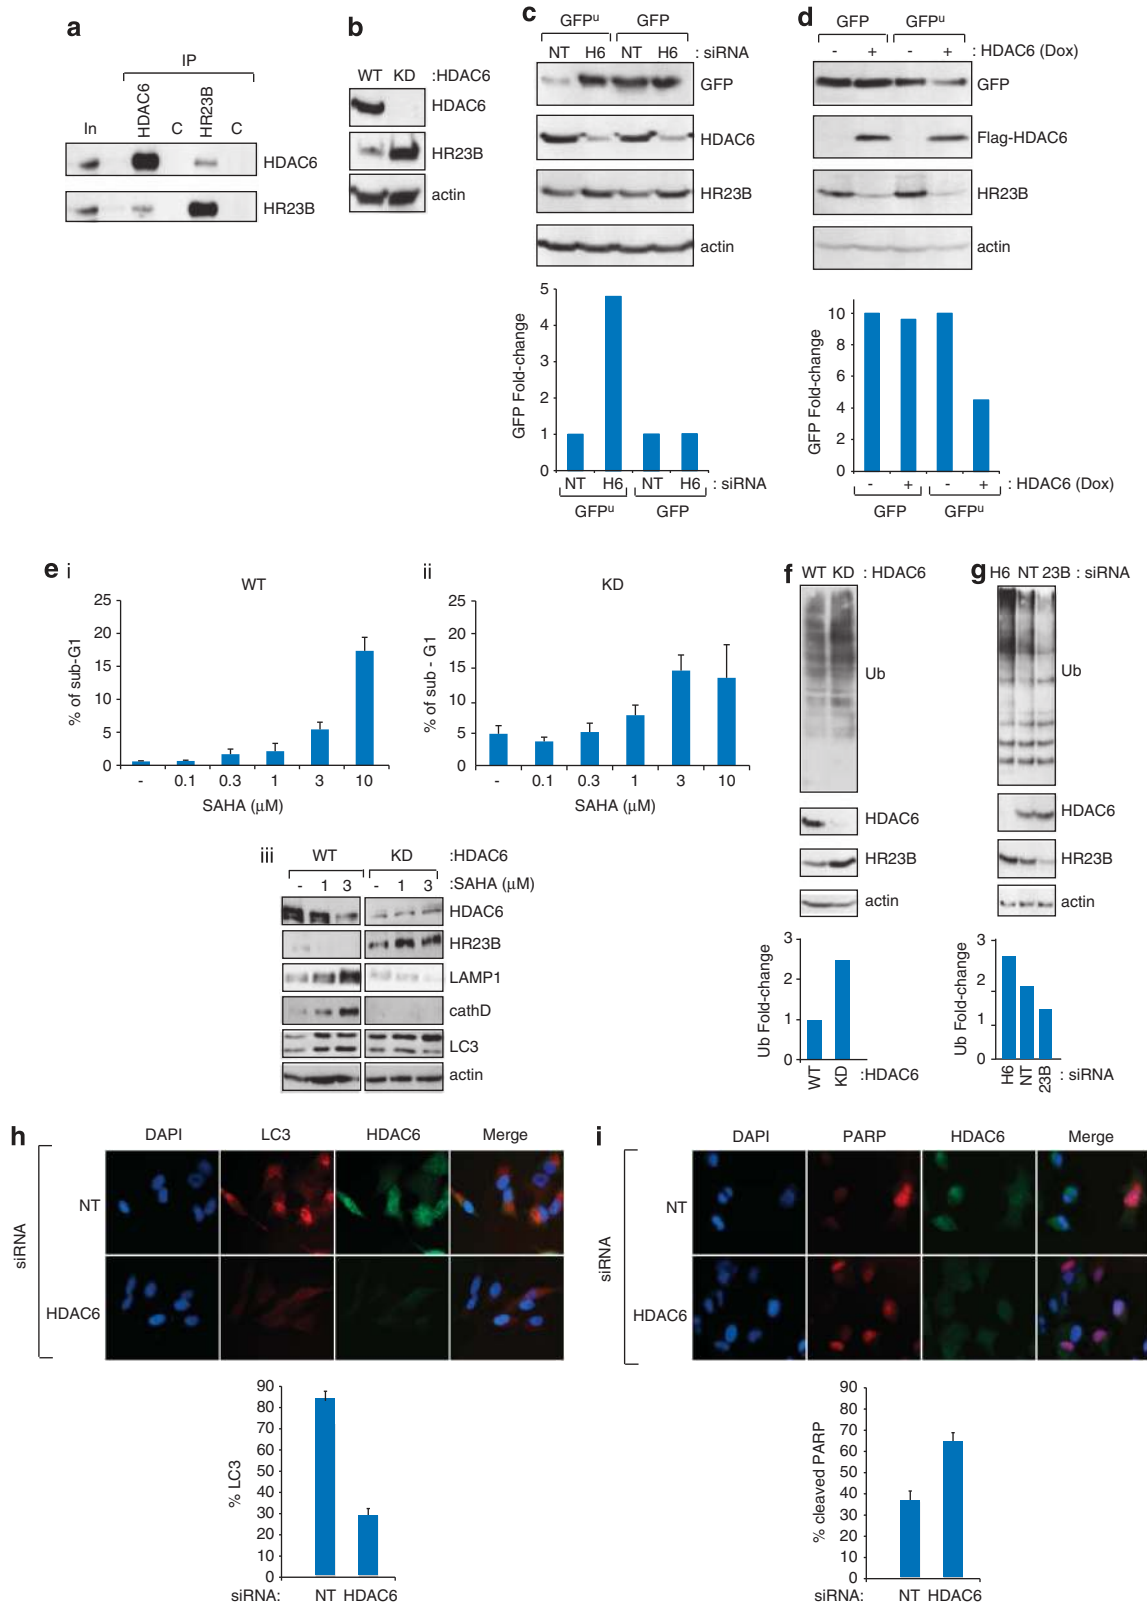 a
IP
In
HDAC6
C
HR23B
C
HDAC6
HR23B
b
WT KD :HDAC6
HDAC6
HR23B
actin
c
GFPᵘ GFP
NT H6 NT H6 : siRNA
GFP
HDAC6
HR23B
actin
GFP Fold-change
5
4
3
2
1
0
NT H6 NT H6 : siRNA
GFPᵘ GFP
d
GFP GFPᵘ
- + - + : HDAC6 (Dox)
GFP
Flag-HDAC6
HR23B
actin
GFP Fold-change
10
8
6
4
2
0
- + - + : HDAC6 (Dox)
GFP GFPᵘ
e i
WT
% of sub-G1
25
20
15
10
5
0
- 0.1 0.3 1 3 10
SAHA (µM)
ii
KD
% of sub - G1
25
20
15
10
5
0
- 0.1 0.3 1 3 10
SAHA (µM)
iii
WT KD :HDAC6
- 1 3 - 1 3 :SAHA (µM)
HDAC6
HR23B
LAMP1
cathD
LC3
actin
f
WT KD : HDAC6
Ub
HDAC6
HR23B
actin
Ub Fold-change
3
2
1
0
WT KD :HDAC6
g
H6 NT 23B : siRNA
Ub
HDAC6
HR23B
actin
Ub Fold-change
3
2
1
0
H6 NT 23B : siRNA
h
DAPI LC3 HDAC6 Merge
siRNA
NT
HDAC6
% LC3
90
80
70
60
50
40
30
20
10
0
siRNA: NT HDAC6
i
DAPI PARP HDAC6 Merge
siRNA
NT
HDAC6
% cleaved PARP
90
80
70
60
50
40
30
20
10
0
siRNA: NT HDAC6